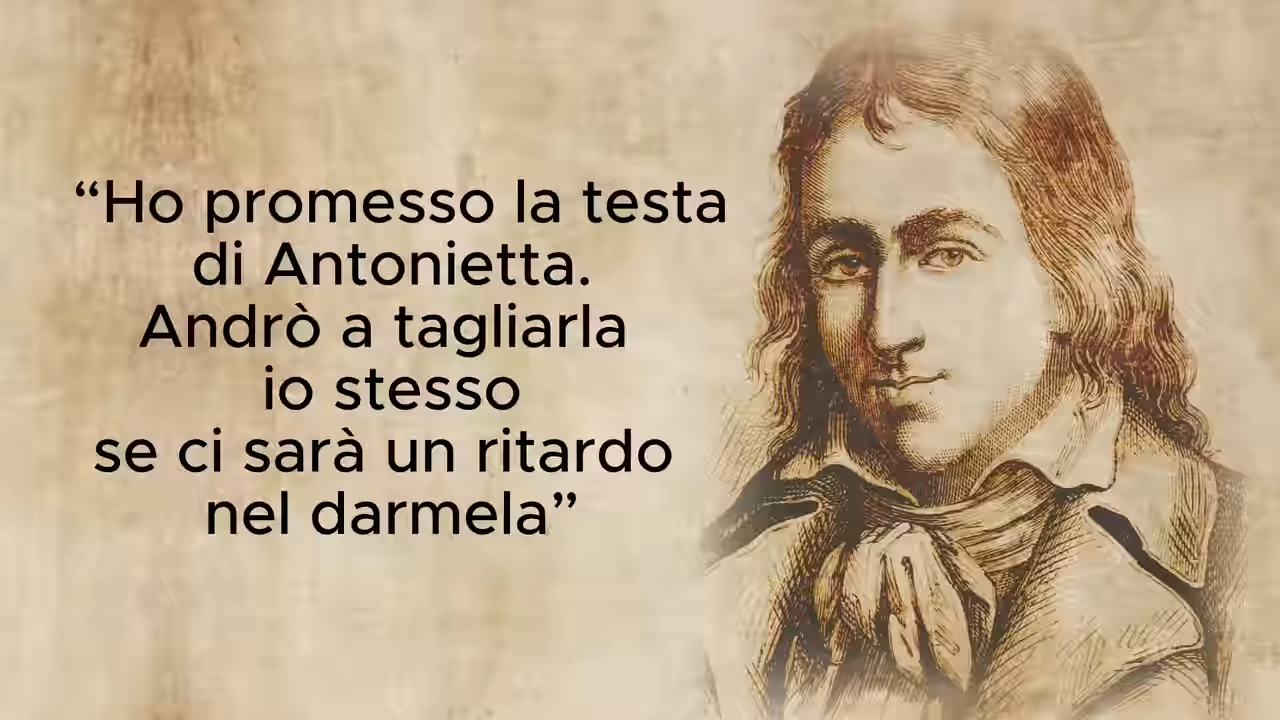 “Ho promesso la testa
di Antonietta.
Andrò a tagliarla
io stesso
se ci sarà un ritardo
nel darmela”